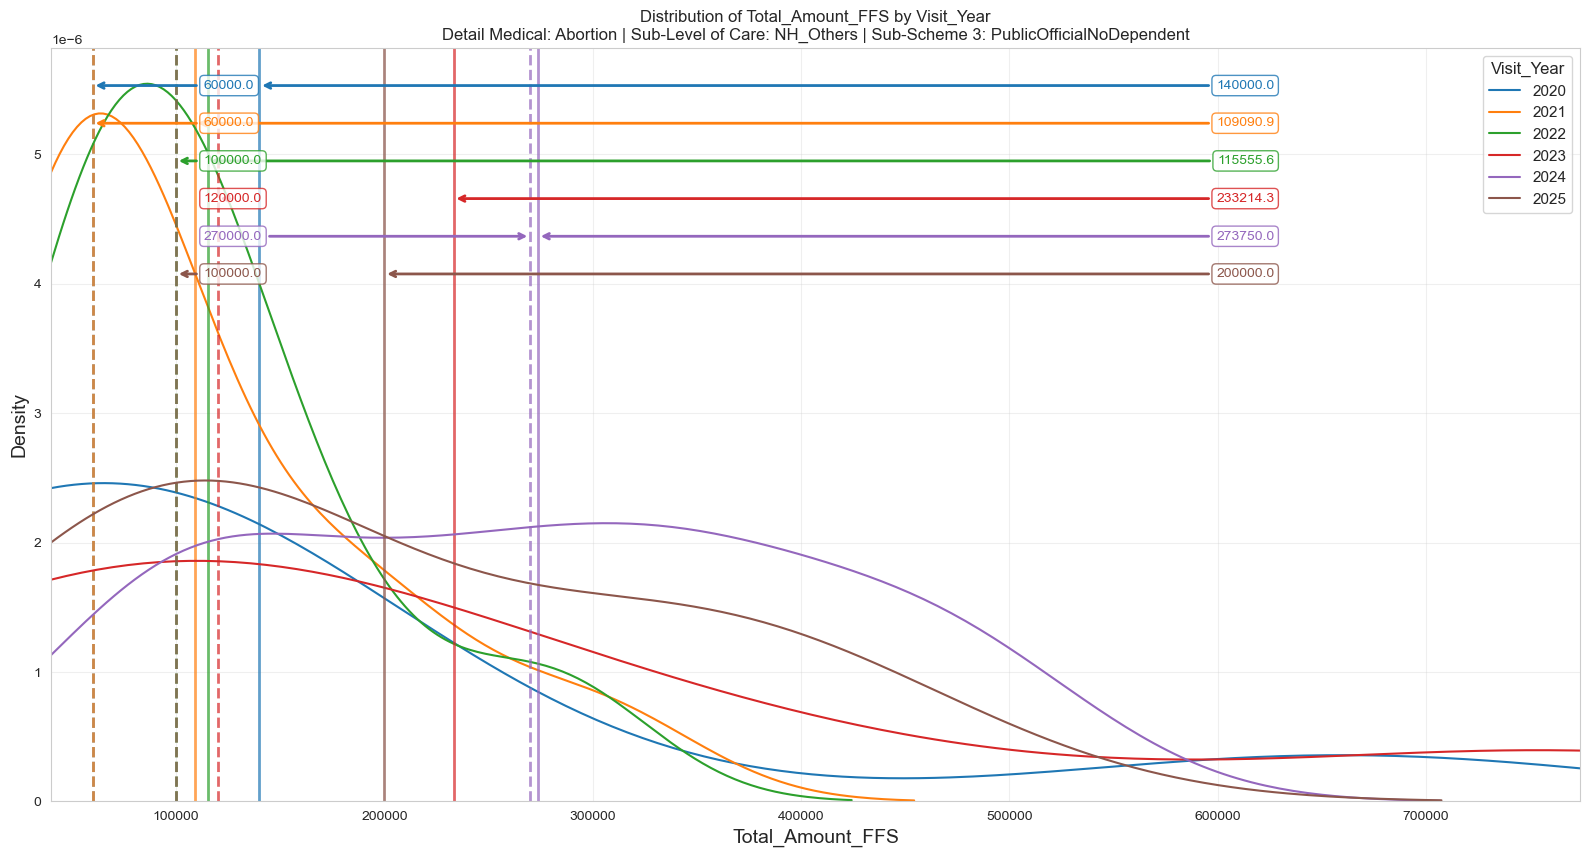 Distribution of Total_Amount_FFS by Visit_Year
Detail Medical: Abortion | Sub-Level of Care: NH_Others | Sub-Scheme 3: PublicOfficialNoDependent
1e−6
Visit_Year
2020
2021
2022
2023
2024
2025
60000.0 140000.0
60000.0 109090.9
100000.0 115555.6
120000.0 233214.3
270000.0 273750.0
100000.0 200000.0
5
4
3
2
1
0
Density
100000 200000 300000 400000 500000 600000 700000
Total_Amount_FFS